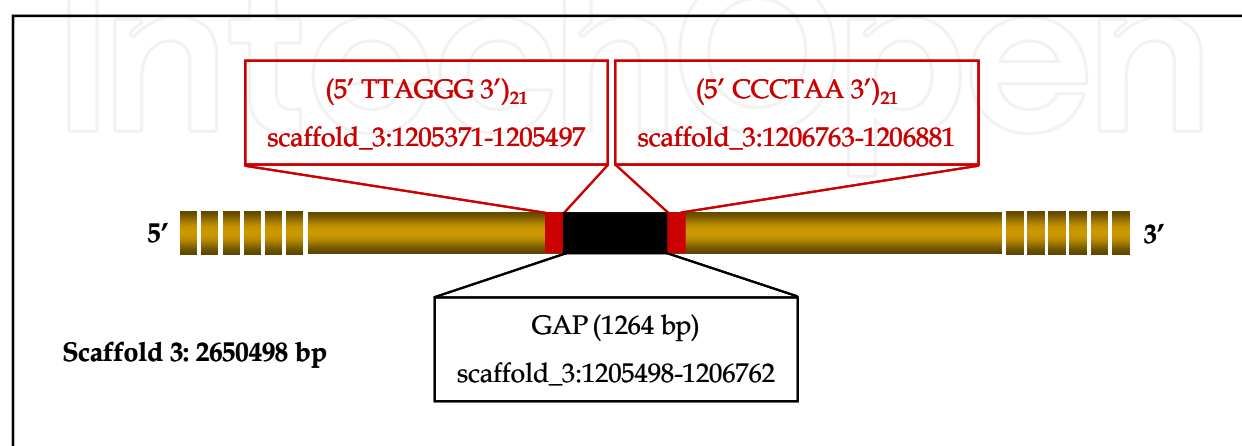 IntechOpen
(5′ TTAGGG 3′)₂₁
scaffold_3:1205371-1205497
(5′ CCCTAA 3′)₂₁
scaffold_3:1206763-1206881
5′
3′
GAP (1264 bp)
scaffold_3:1205498-1206762
Scaffold 3: 2650498 bp